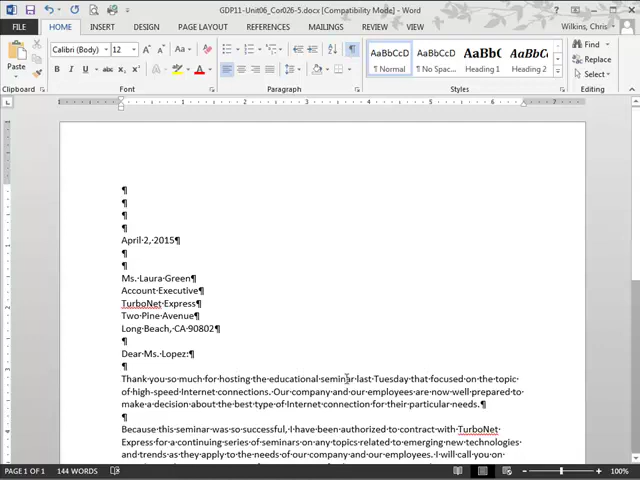 GDP11-Unit06_Cor026-5.docx [Compatibility Mode] - Word
FILE HOME INSERT DESIGN PAGE LAYOUT REFERENCES MAILINGS REVIEW VIEW Wilkins, Chris
Calibri (Body) 12 Find
Paste Replace
Select
AaBbCcD AaBbCcD AaBbC AaBbCc
¶ Normal ¶ No Spac... Heading 1 Heading 2
Clipboard Font Paragraph Styles Editing
¶
¶
¶
¶
April·2,·2015¶
¶
¶
Ms.·Laura·Green¶
Account·Executive¶
TurboNet·Express¶
Two·Pine·Avenue¶
Long·Beach,·CA·90802¶
¶
Dear·Ms.·Lopez:¶
¶
Thank·you·so·much·for·hosting·the·educational·seminar·last·Tuesday·that·focused·on·the·topic·
of·high-speed·Internet·connections.·Our·company·and·our·employees·are·now·well·prepared·to·
make·a·decision·about·the·best·type·of·Internet·connection·for·their·particular·needs.¶
¶
Because·this·seminar·was·so·successful,·I·have·been·authorized·to·contract·with·TurboNet·
Express·for·a·continuing·series·of·seminars·on·any·topics·related·to·emerging·new·technologies·
and·trends·as·they·apply·to·the·needs·of·our·company·and·our·employees.·I·will·call·you·on·
PAGE 1 OF 1 144 WORDS 100%